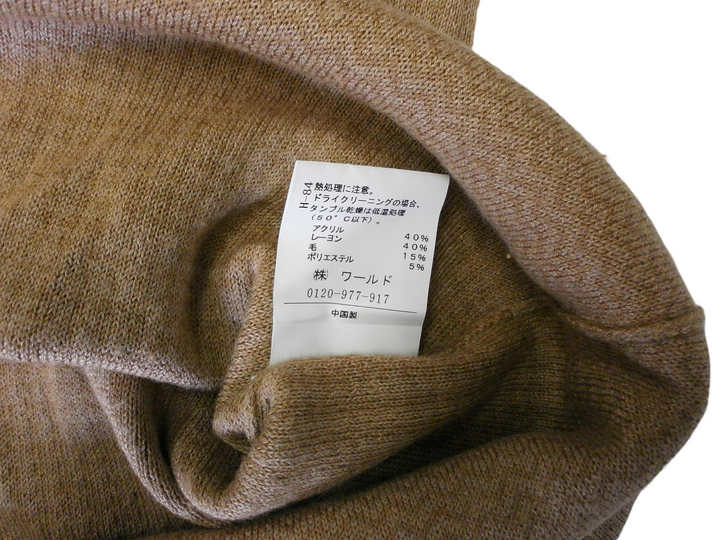 H-84
熱処理に注意。
ドライクリーニングの場合、
タンブル乾燥は低温処理
(50°C以下)。
アクリル 40%
レーヨン 40%
毛 15%
ポリエステル 5%
㈱ ワールド
0120-977-917
中国製